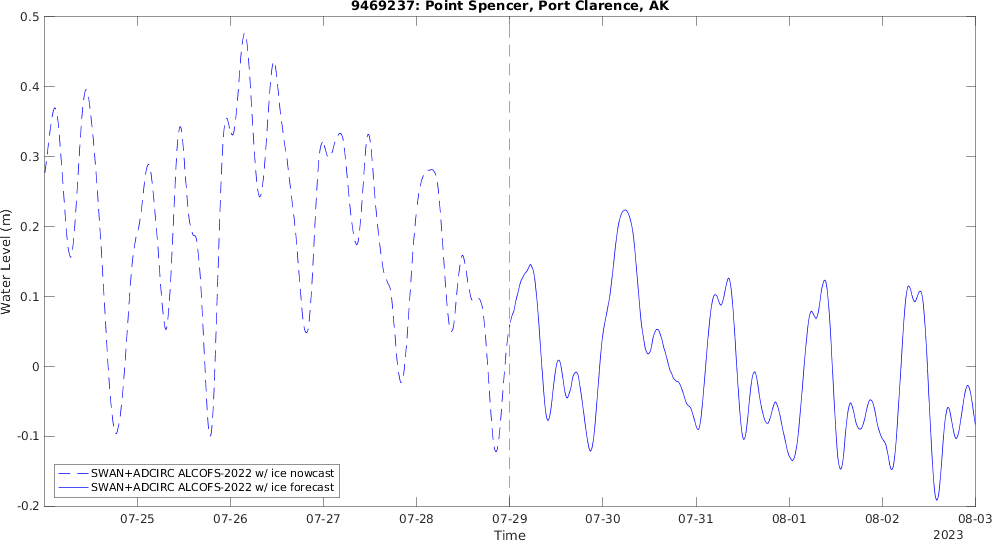 9469237: Point Spencer, Port Clarence, AK
0.5
0.4
0.3
0.2
0.1
0
-0.1
-0.2
Water Level (m)
SWAN+ADCIRC ALCOFS-2022 w/ ice nowcast
SWAN+ADCIRC ALCOFS-2022 w/ ice forecast
07-25 07-26 07-27 07-28 07-29 07-30 07-31 08-01 08-02 08-03
Time
2023